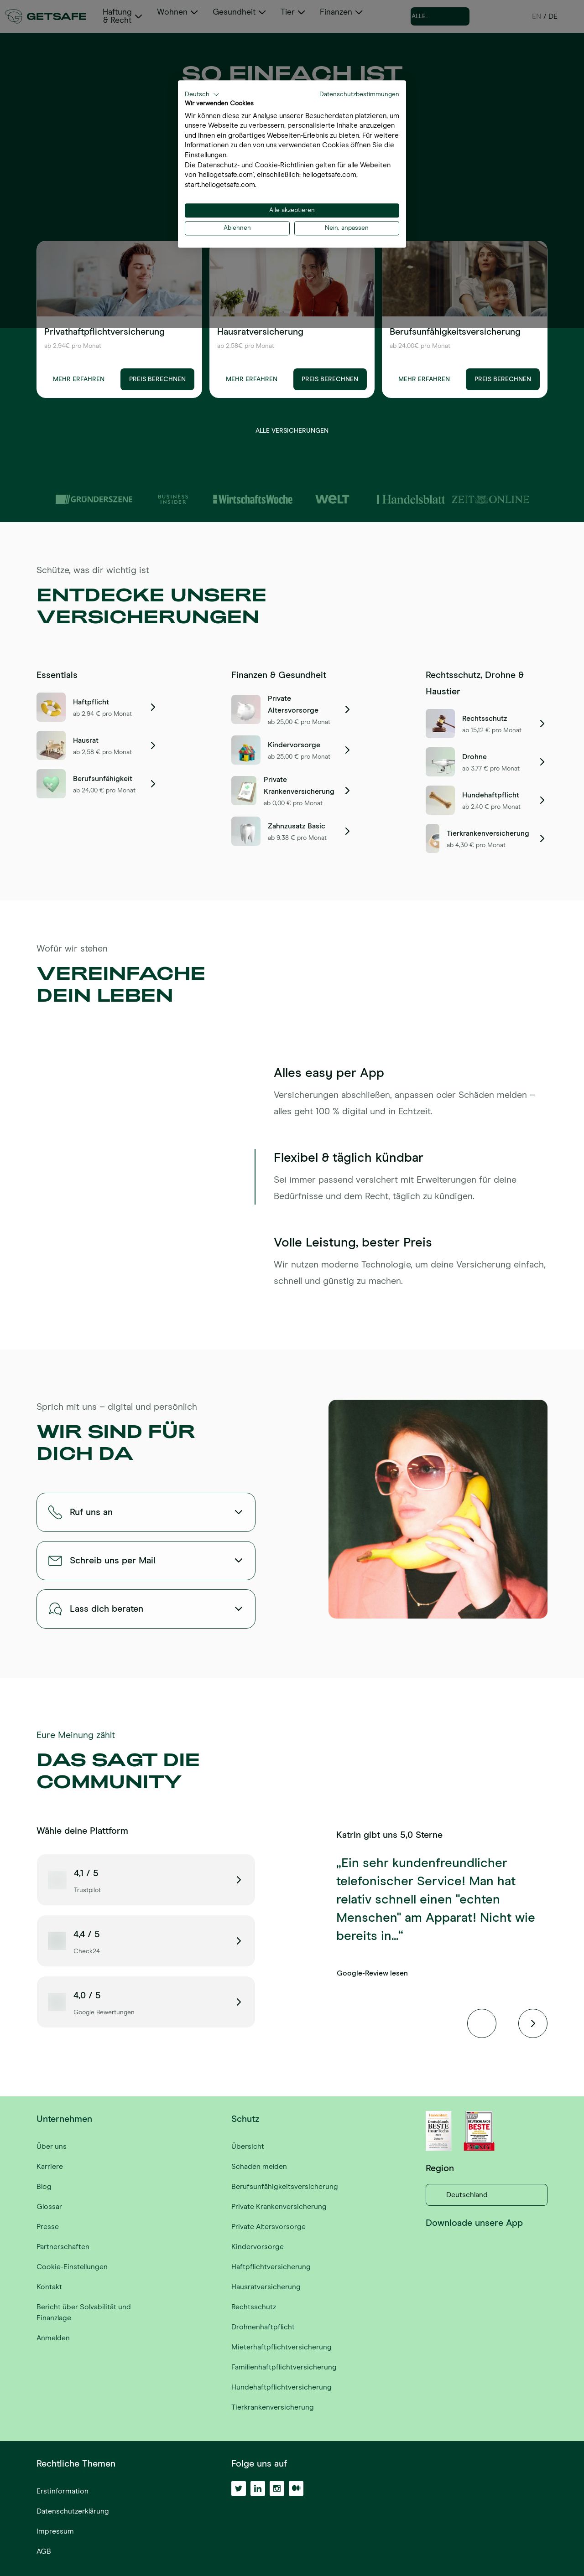 GETSAFE
Haftung
& Recht
Wohnen
Gesundheit
Tier
Finanzen
ALLE...
EN / DE
SO EINFACH IST
Deutsch
Datenschutzbestimmungen
Wir verwenden Cookies
Wir können diese zur Analyse unserer Besucherdaten platzieren, um
unsere Webseite zu verbessern, personalisierte Inhalte anzuzeigen
und Ihnen ein großartiges Webseiten-Erlebnis zu bieten. Für weitere
Informationen zu den von uns verwendeten Cookies öffnen Sie die
Einstellungen.
Die Datenschutz- und Cookie-Richtlinien gelten für alle Webeiten
von 'hellogetsafe.com', einschließlich: hellogetsafe.com,
start.hellogetsafe.com.
Alle akzeptieren
Ablehnen
Nein, anpassen
Privathaftpflichtversicherung
ab 2,94€ pro Monat
MEHR ERFAHREN
PREIS BERECHNEN
Hausratversicherung
ab 2,58€ pro Monat
MEHR ERFAHREN
PREIS BERECHNEN
Berufsunfähigkeitsversicherung
ab 24,00€ pro Monat
MEHR ERFAHREN
PREIS BERECHNEN
ALLE VERSICHERUNGEN
GRÜNDERSZENE
BUSINESS
INSIDER
WirtschaftsWoche
WELT
Handelsblatt
ZEIT ONLINE
Schütze, was dir wichtig ist
ENTDECKE UNSERE
VERSICHERUNGEN
Essentials
Haftpflicht
ab 2,94 € pro Monat
Hausrat
ab 2,58 € pro Monat
Berufsunfähigkeit
ab 24,00 € pro Monat
Finanzen & Gesundheit
Private
Altersvorsorge
ab 25,00 € pro Monat
Kindervorsorge
ab 25,00 € pro Monat
Private
Krankenversicherung
ab 0,00 € pro Monat
Zahnzusatz Basic
ab 9,38 € pro Monat
Rechtsschutz, Drohne &
Haustier
Rechtsschutz
ab 15,12 € pro Monat
Drohne
ab 3,77 € pro Monat
Hundehaftpflicht
ab 2,40 € pro Monat
Tierkrankenversicherung
ab 4,30 € pro Monat
Wofür wir stehen
VEREINFACHE
DEIN LEBEN
Alles easy per App
Versicherungen abschließen, anpassen oder Schäden melden –
alles geht 100 % digital und in Echtzeit.
Flexibel & täglich kündbar
Sei immer passend versichert mit Erweiterungen für deine
Bedürfnisse und dem Recht, täglich zu kündigen.
Volle Leistung, bester Preis
Wir nutzen moderne Technologie, um deine Versicherung einfach,
schnell und günstig zu machen.
Sprich mit uns – digital und persönlich
WIR SIND FÜR
DICH DA
Ruf uns an
Schreib uns per Mail
Lass dich beraten
Eure Meinung zählt
DAS SAGT DIE
COMMUNITY
Wähle deine Plattform
4,1 / 5
Trustpilot
4,4 / 5
Check24
4,0 / 5
Google Bewertungen
Katrin gibt uns 5,0 Sterne
„Ein sehr kundenfreundlicher
telefonischer Service! Man hat
relativ schnell einen "echten
Menschen" am Apparat! Nicht wie
bereits in...“
Google-Review lesen
Unternehmen
Über uns
Karriere
Blog
Glossar
Presse
Partnerschaften
Cookie-Einstellungen
Kontakt
Bericht über Solvabilität und
Finanzlage
Anmelden
Schutz
Übersicht
Schaden melden
Berufsunfähigkeitsversicherung
Private Krankenversicherung
Private Altersvorsorge
Kindervorsorge
Haftpflichtversicherung
Hausratversicherung
Rechtsschutz
Drohnenhaftpflicht
Mieterhaftpflichtversicherung
Familienhaftpflichtversicherung
Hundehaftpflichtversicherung
Tierkrankenversicherung
BESTE
BESTE
Region
Deutschland
Downloade unsere App
Rechtliche Themen
Erstinformation
Datenschutzerklärung
Impressum
AGB
Folge uns auf